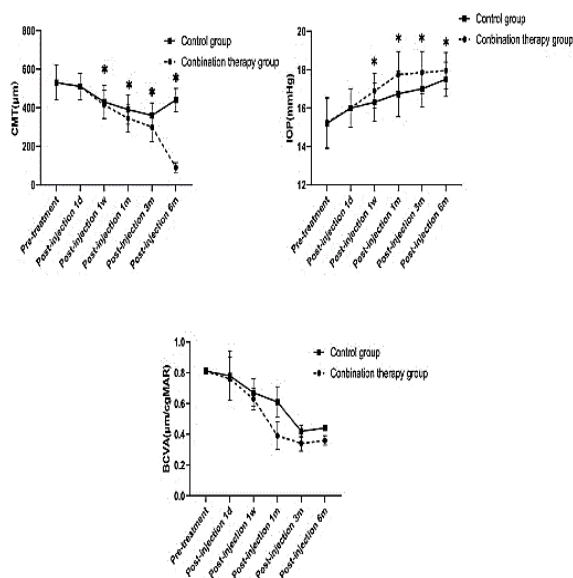 800
600
400
200
0
CMT(μm)
Control group
Combination therapy group
*
*
*
*
Pre-treatment
Post-injection 1d
Post-injection 1w
Post-injection 1m
Post-injection 3m
Post-injection 6m
20
18
16
14
12
IOP(mmHg)
Control group
Combination therapy group
*
*
*
*
Pre-treatment
Post-injection 1d
Post-injection 1w
Post-injection 1m
Post-injection 3m
Post-injection 6m
1.0
0.8
0.6
0.4
0.2
0.0
BCVA(μm/cgMAR)
Control group
Conbination therapy group
Pre-treatment
Post-injection 1d
Post-injection 1w
Post-injection 1m
Post-injection 3m
Post-injection 6m